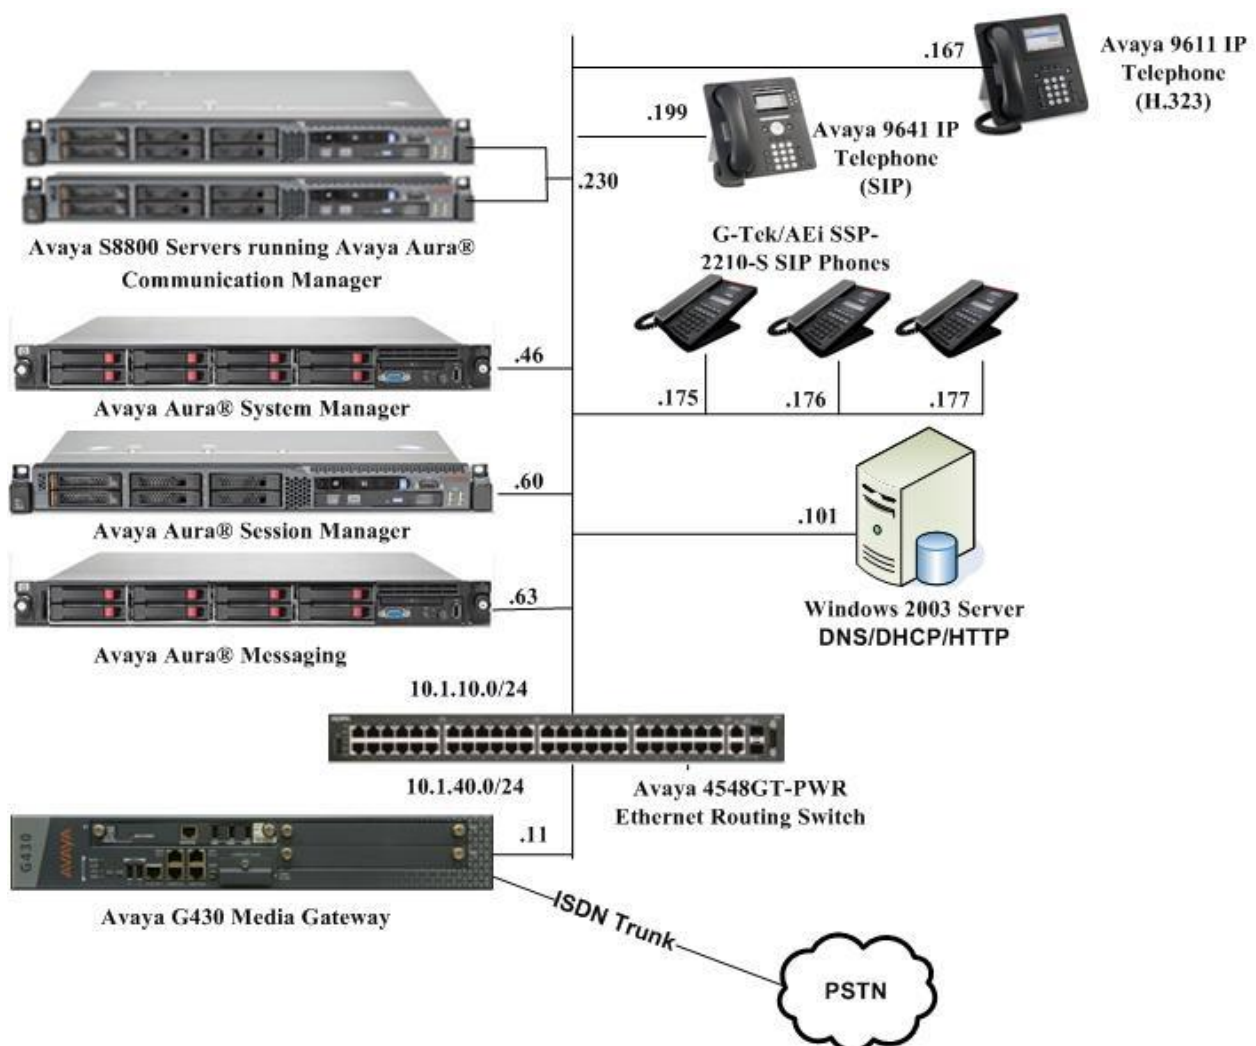 .167
Avaya 9611 IP
Telephone
(H.323)
.199
Avaya 9641 IP
Telephone
(SIP)
.230
Avaya S8800 Servers running Avaya Aura®
Communication Manager
G-Tek/AEi SSP-
2210-S SIP Phones
.46
Avaya Aura® System Manager
.175
.176
.177
.60
Avaya Aura® Session Manager
.101
Windows 2003 Server
DNS/DHCP/HTTP
.63
Avaya Aura® Messaging
10.1.10.0/24
10.1.40.0/24
Avaya 4548GT-PWR
Ethernet Routing Switch
G430
AVAYA
.11
Avaya G430 Media Gateway
ISDN Trunk
PSTN